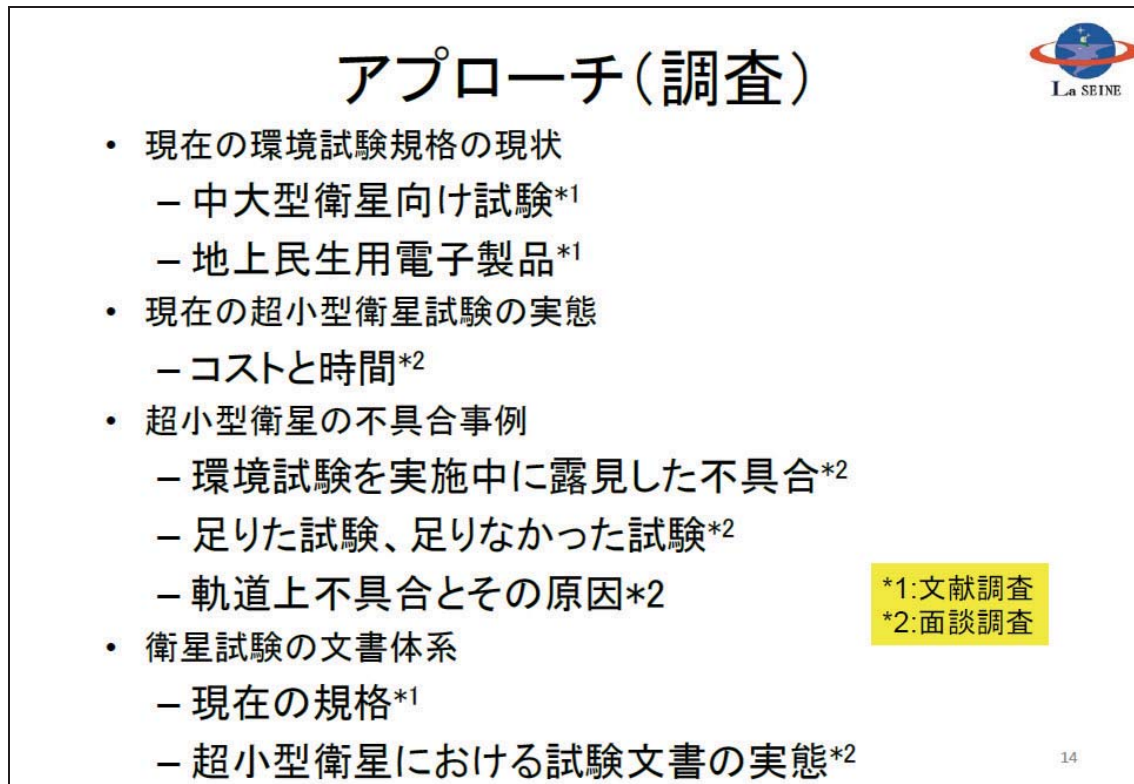 アプローチ(調査)
La SEINE
• 現在の環境試験規格の現状
– 中大型衛星向け試験*1
– 地上民生用電子製品*1
• 現在の超小型衛星試験の実態
– コストと時間*2
• 超小型衛星の不具合事例
– 環境試験を実施中に露見した不具合*2
– 足りた試験、足りなかった試験*2
– 軌道上不具合とその原因*2
*1:文献調査
*2:面談調査
• 衛星試験の文書体系
– 現在の規格*1
– 超小型衛星における試験文書の実態*2
14